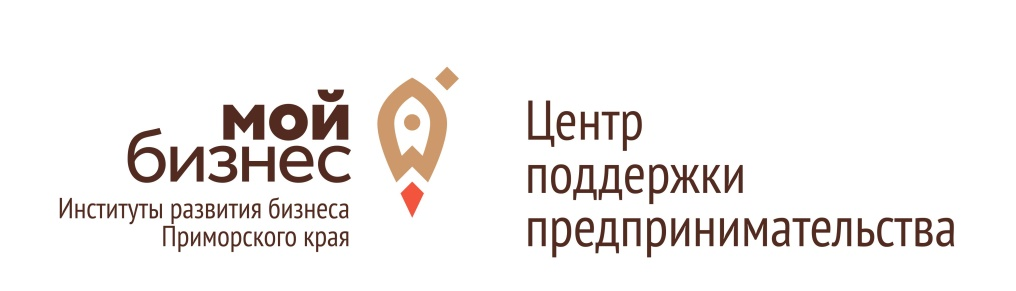 мой
бизнес
Институты развития бизнеса
Приморского края
Центр
поддержки
предпринимательства